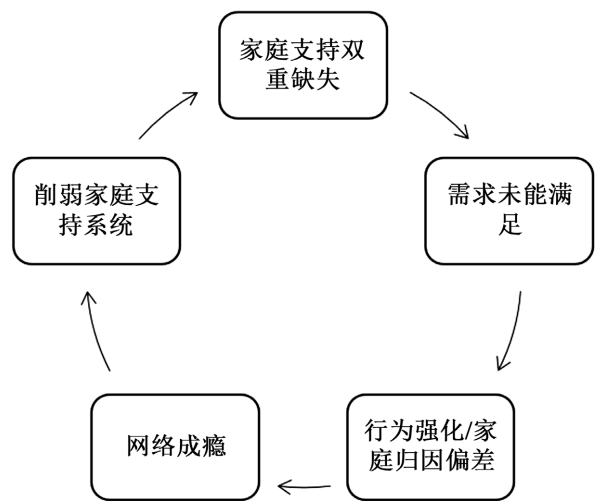 家庭支持双
重缺失
削弱家庭支
持系统
需求未能满
足
网络成瘾
行为强化/家
庭归因偏差